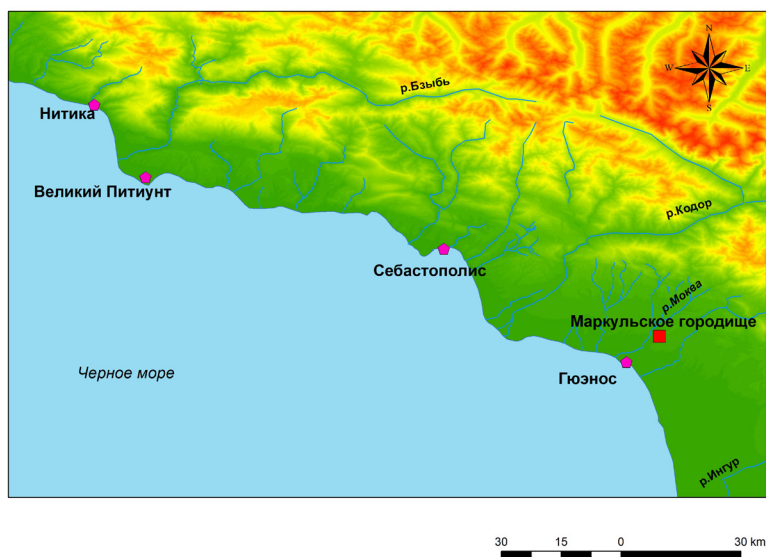 N
W E
S
р.Бзыбь
Нитика
Великий Питиунт
р.Кодор
Себастополис
р.Моква
Маркульское городище
Черное море
Гюэнос
р.Ингур
30 15 0 30 km